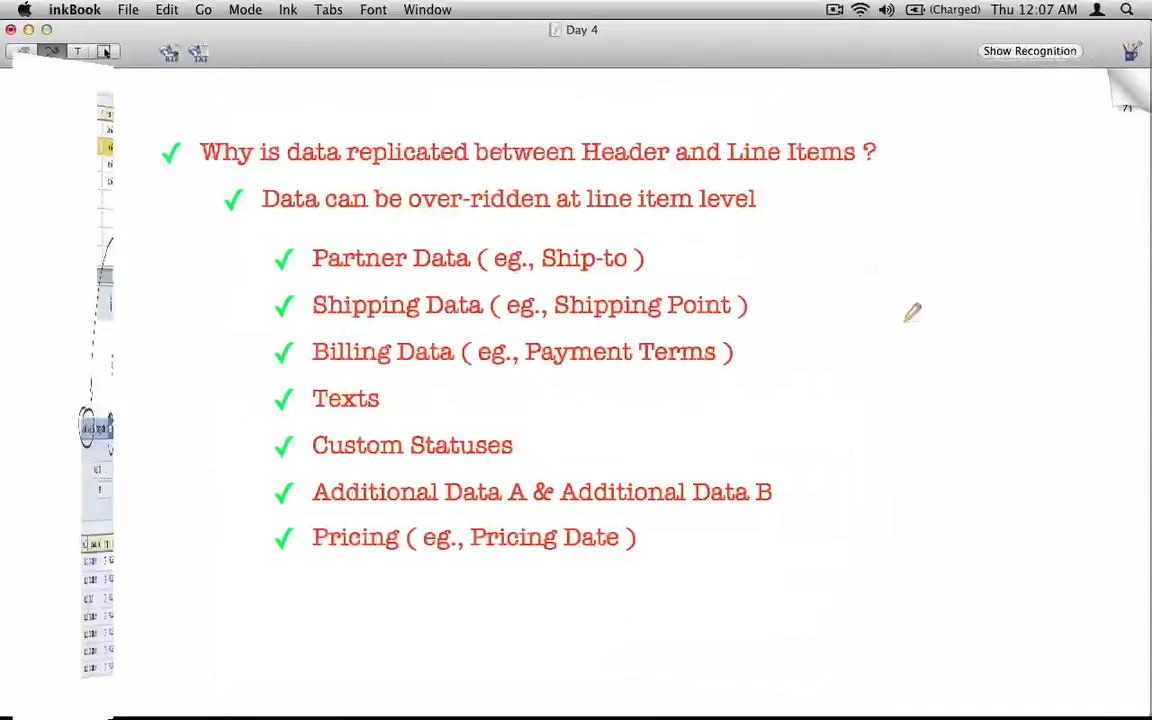 inkBook File Edit Go Mode Ink Tabs Font Window (Charged) Thu 12:07 AM
Day 4
T
Show Recognition
71
Why is data replicated between Header and Line Items ?
Data can be over-ridden at line item level
Partner Data ( eg., Ship-to )
Shipping Data ( eg., Shipping Point )
Billing Data ( eg., Payment Terms )
Texts
Custom Statuses
Additional Data A & Additional Data B
Pricing ( eg., Pricing Date )